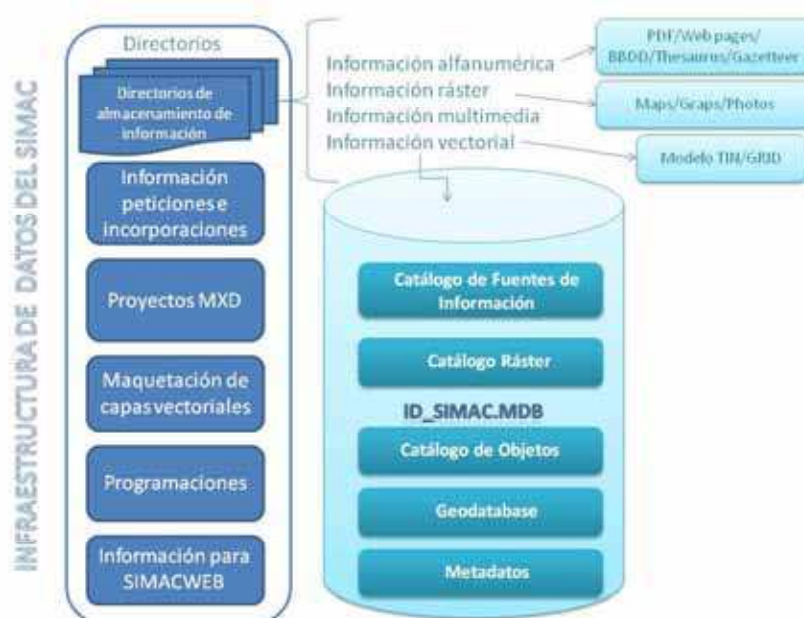 INFRAESTRUCTURA DE DATOS DEL SIMAC
Directorios
Directorios de
almacenamiento de
información
Información
peticiones e
incorporaciones
Proyectos MXD
Maquetación de
capas vectoriales
Programaciones
Información para
SIMACWEB
Información alfanumérica
Información ráster
Información multimedia
Información vectorial
PDF/Web pages/
BBDD/Thesaurus/Gazetteer
Maps/Graps/Photos
Modelo TIN/GRID
Catálogo de Fuentes de
Información
Catálogo Ráster
ID_SIMAC.MDB
Catálogo de Objetos
Geodatabase
Metadatos